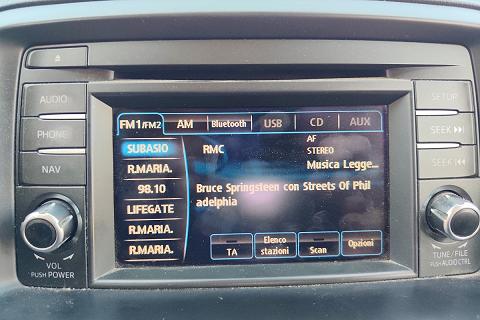 AUDIO
PHONE
NAV
VOL
PUSH POWER
FM1/FM2 AM Bluetooth USB CD AUX
SUBASIO
R.MARIA.
98.10
LIFEGATE
R.MARIA.
R.MARIA.
RMC
AF
STEREO
Musica Legge...
Bruce Springsteen con Streets Of Phil
adelphia
TA
Elenco
stazioni
Scan
Opzioni
SETUP
SEEK
SEEK
TUNE/FILE
PUSH AUDIO CTRL